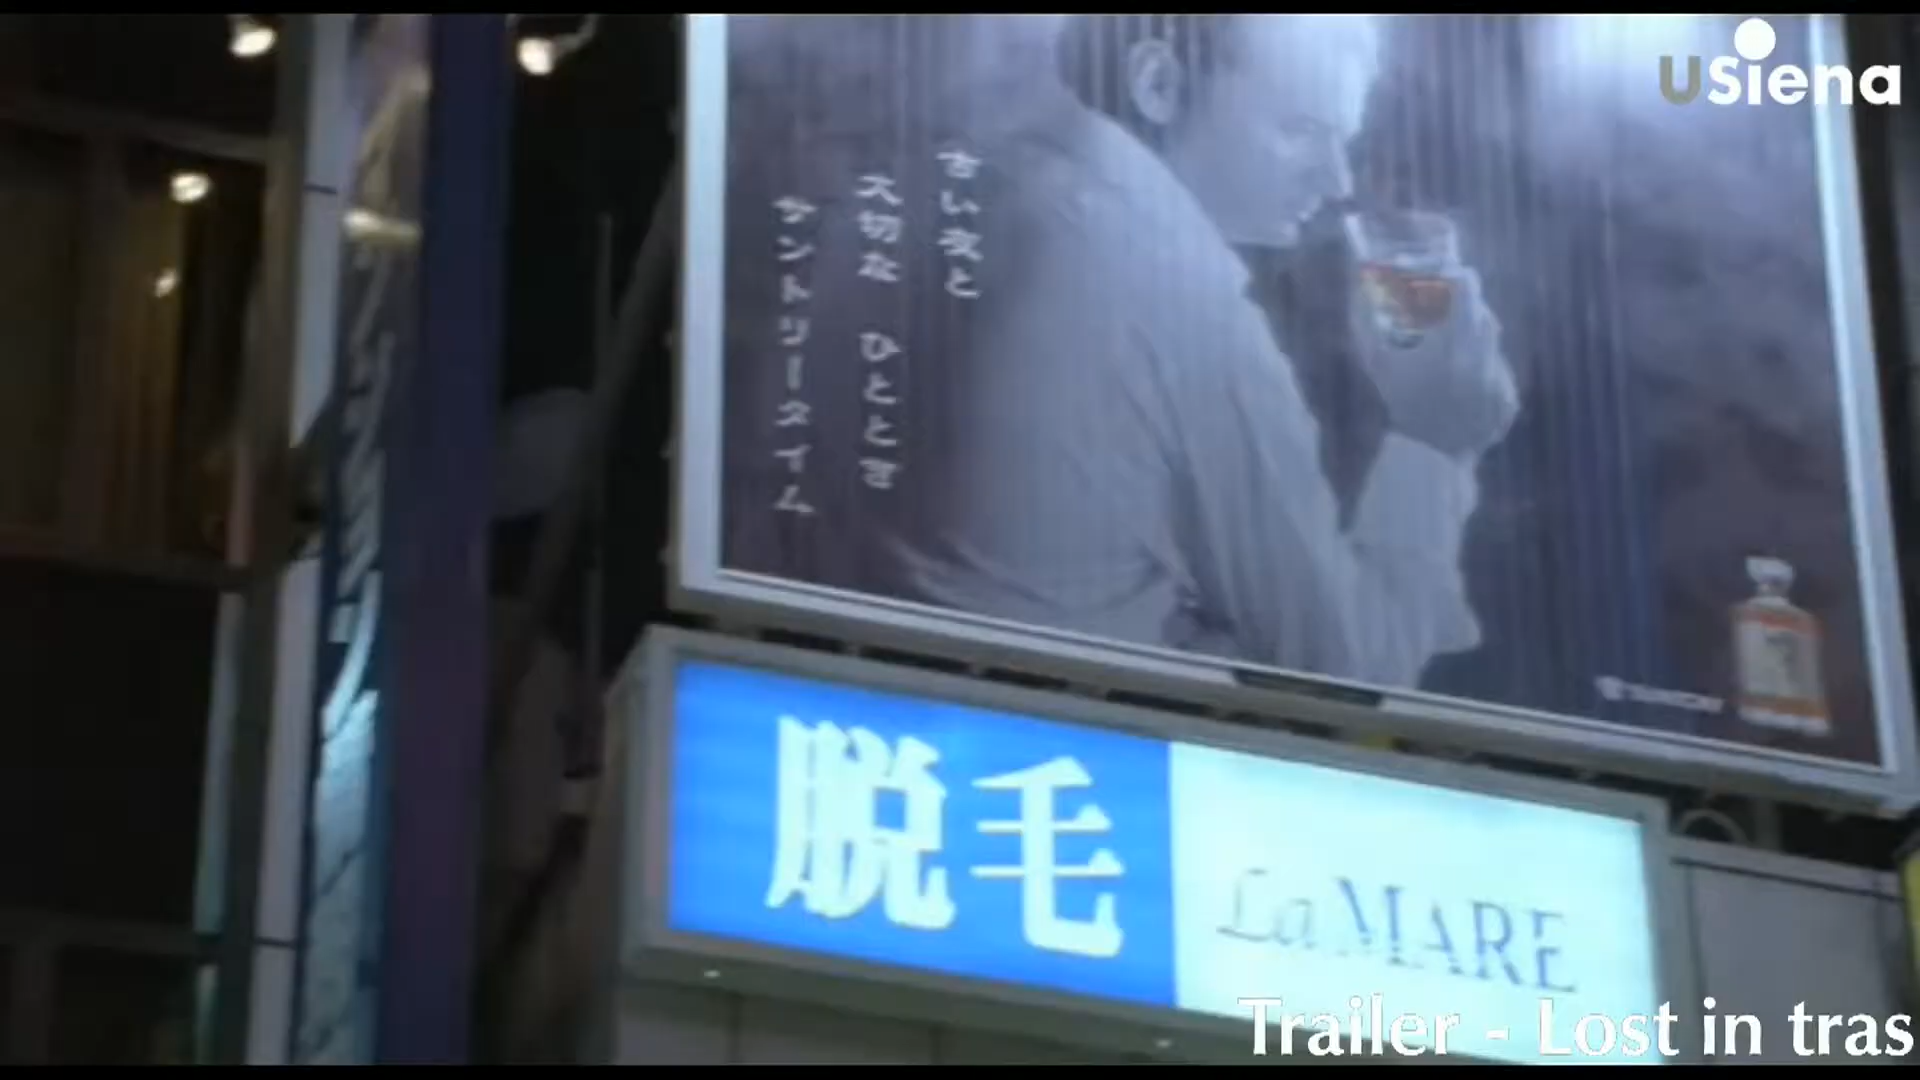 USiena
古い友と
大切な ひととき
サントリータイム
脱毛
La MARE
Trailer - Lost in tras